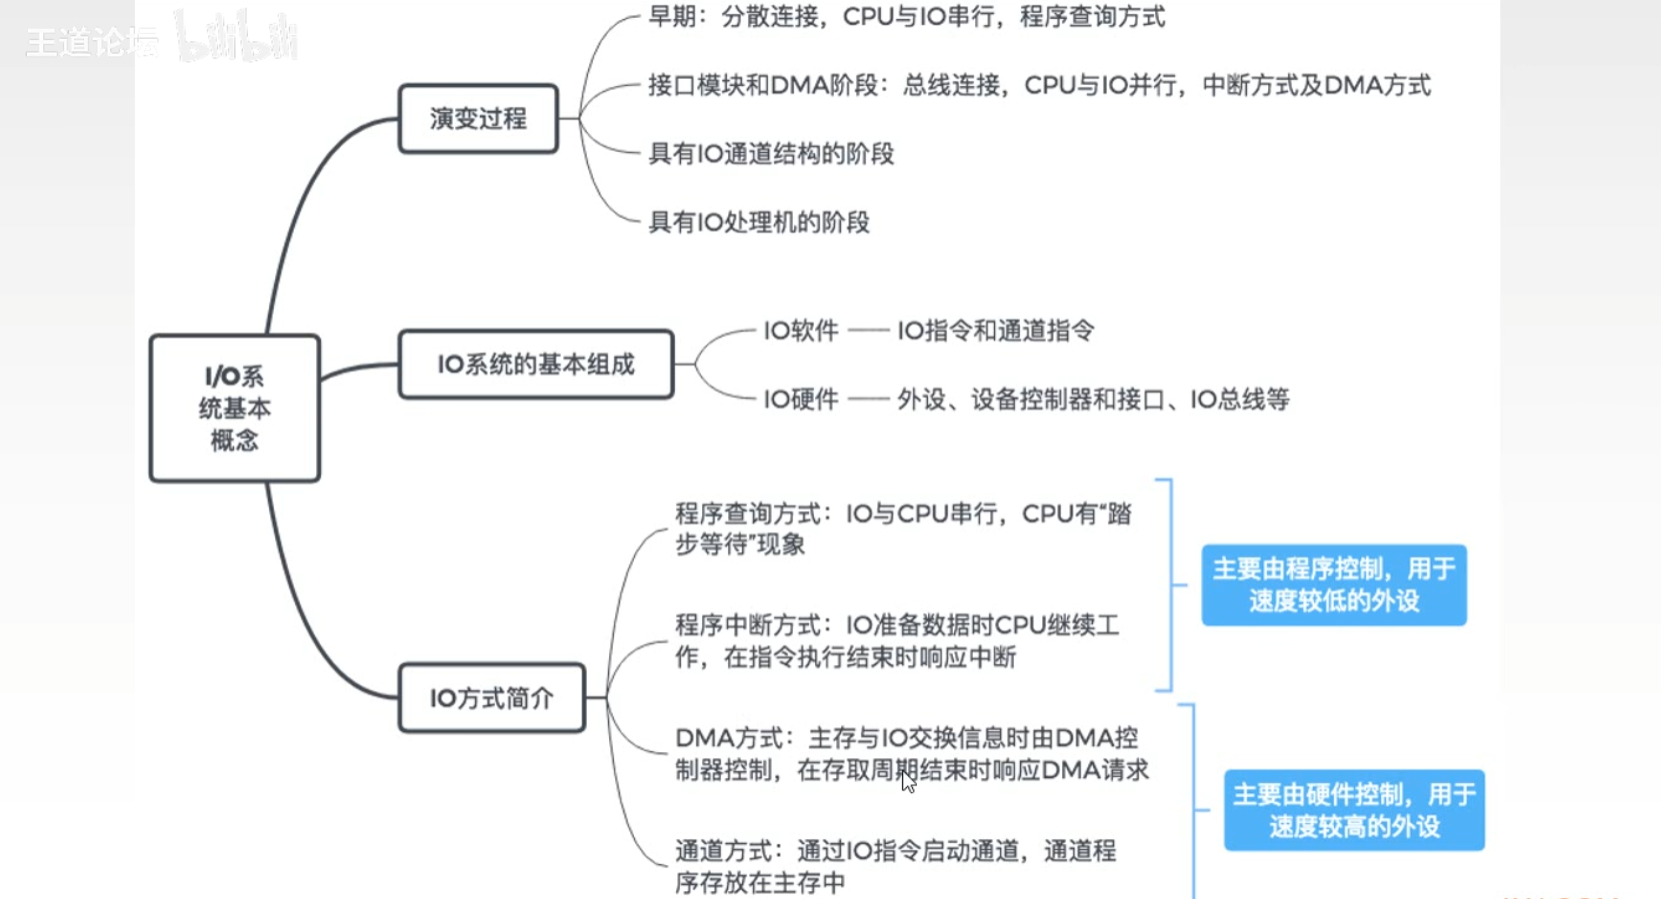 王道论坛 bilibili
早期：分散连接，CPU与IO串行，程序查询方式
接口模块和DMA阶段：总线连接，CPU与IO并行，中断方式及DMA方式
演变过程
具有IO通道结构的阶段
具有IO处理机的阶段
I/O系
统基本
概念
IO系统的基本组成
IO软件
IO指令和通道指令
IO硬件
外设、设备控制器和接口、IO总线等
IO方式简介
程序查询方式：IO与CPU串行，CPU有“踏
步等待”现象
程序中断方式：IO准备数据时CPU继续工
作，在指令执行结束时响应中断
主要由程序控制，用于
速度较低的外设
DMA方式：主存与IO交换信息时由DMA控
制器控制，在存取周期结束时响应DMA请求
通道方式：通过IO指令启动通道，通道程
序存放在主存中
主要由硬件控制，用于
速度较高的外设